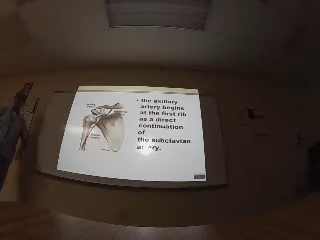 • the axillary
artery begins
at the first rib
as a direct
continuation
of
the subclavian
artery.